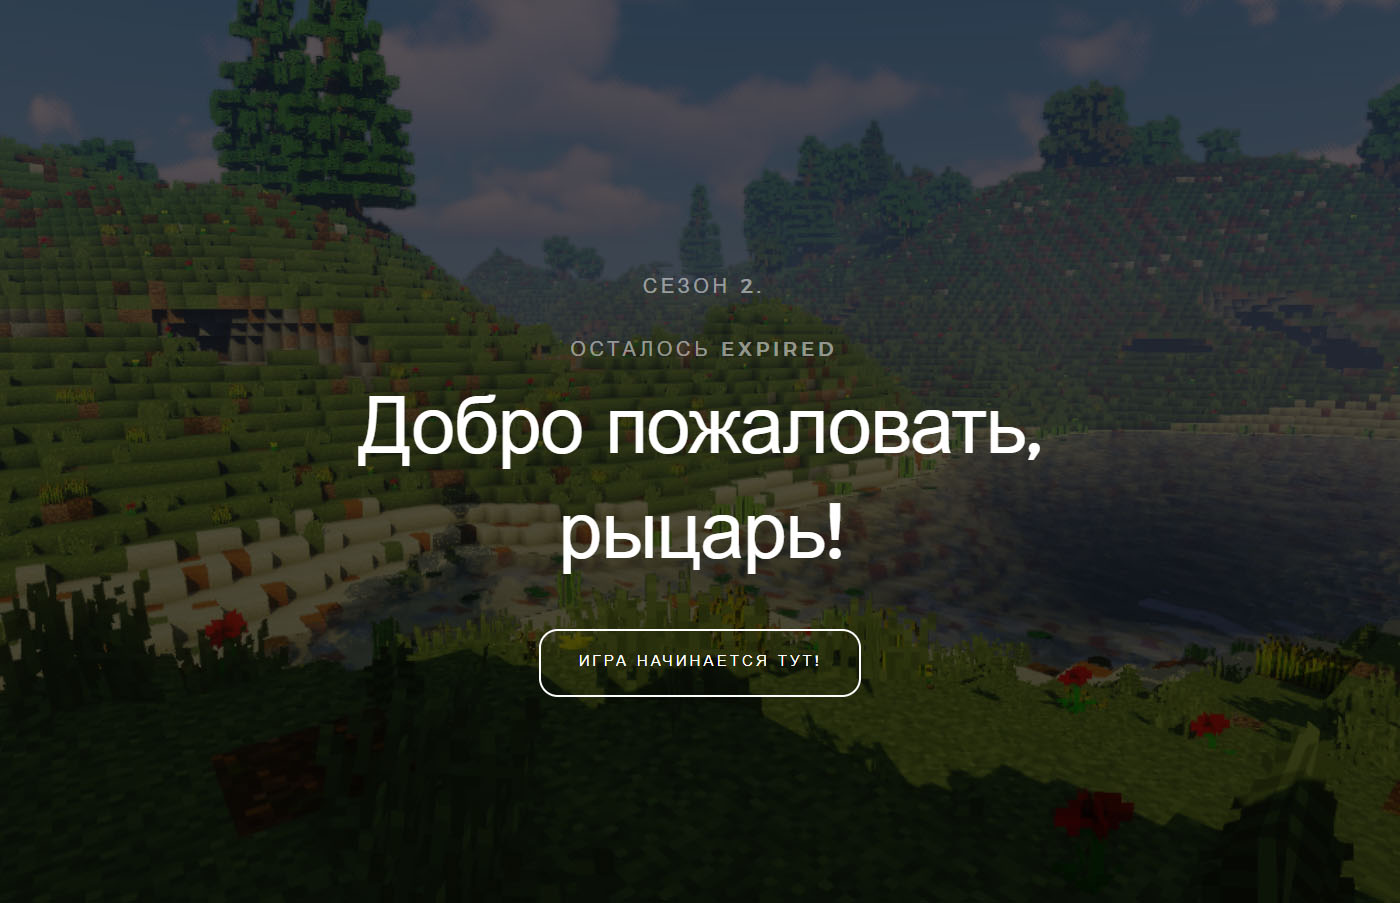 СЕЗОН 2.
ОСТАЛОСЬ EXPIRED
Добро пожаловать,
рыцарь!
ИГРА НАЧИНАЕТСЯ ТУТ!